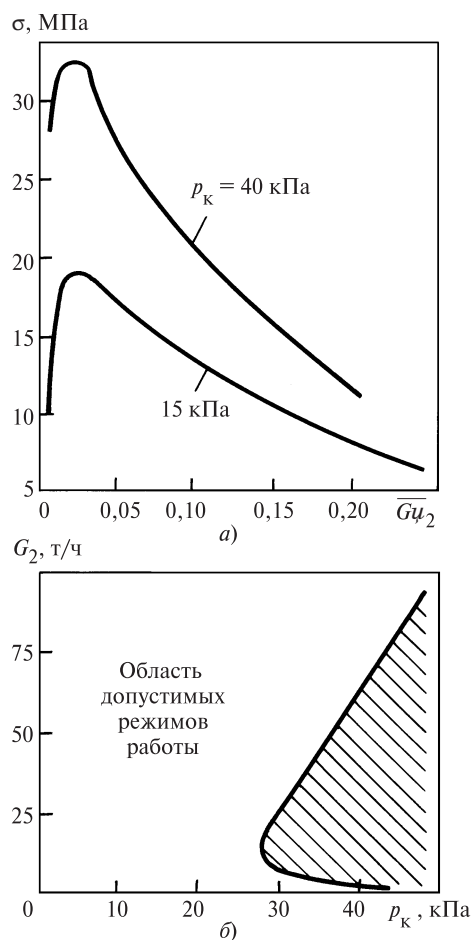 σ, МПа
30
25
20
15
10
5
p_к = 40 кПа
15 кПа
0 0,05 0,10 0,15 0,20 G̅ц̅₂
а)
G₂, т/ч
75
50
25
Область
допустимых
режимов
работы
0 10 20 30 40 p_к, кПа
б)